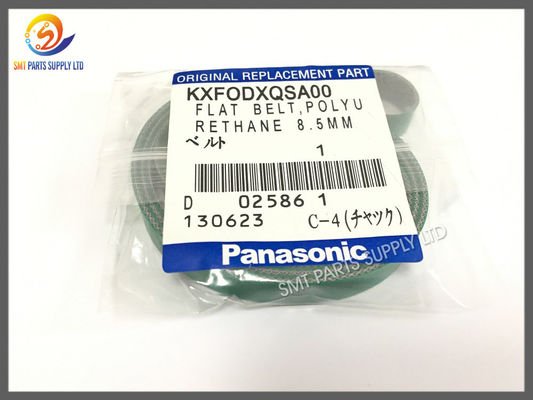 SMT PARTS SUPPLY LTD
ORIGINAL REPLACEMENT PART
KXFODXQSA00
FLAT BELT,POLYU
RETHANE 8.5MM
ベルト 1
D 02586 1
130623 C-4(チャック)
Panasonic
SMT PARTS SUPPLY LTD